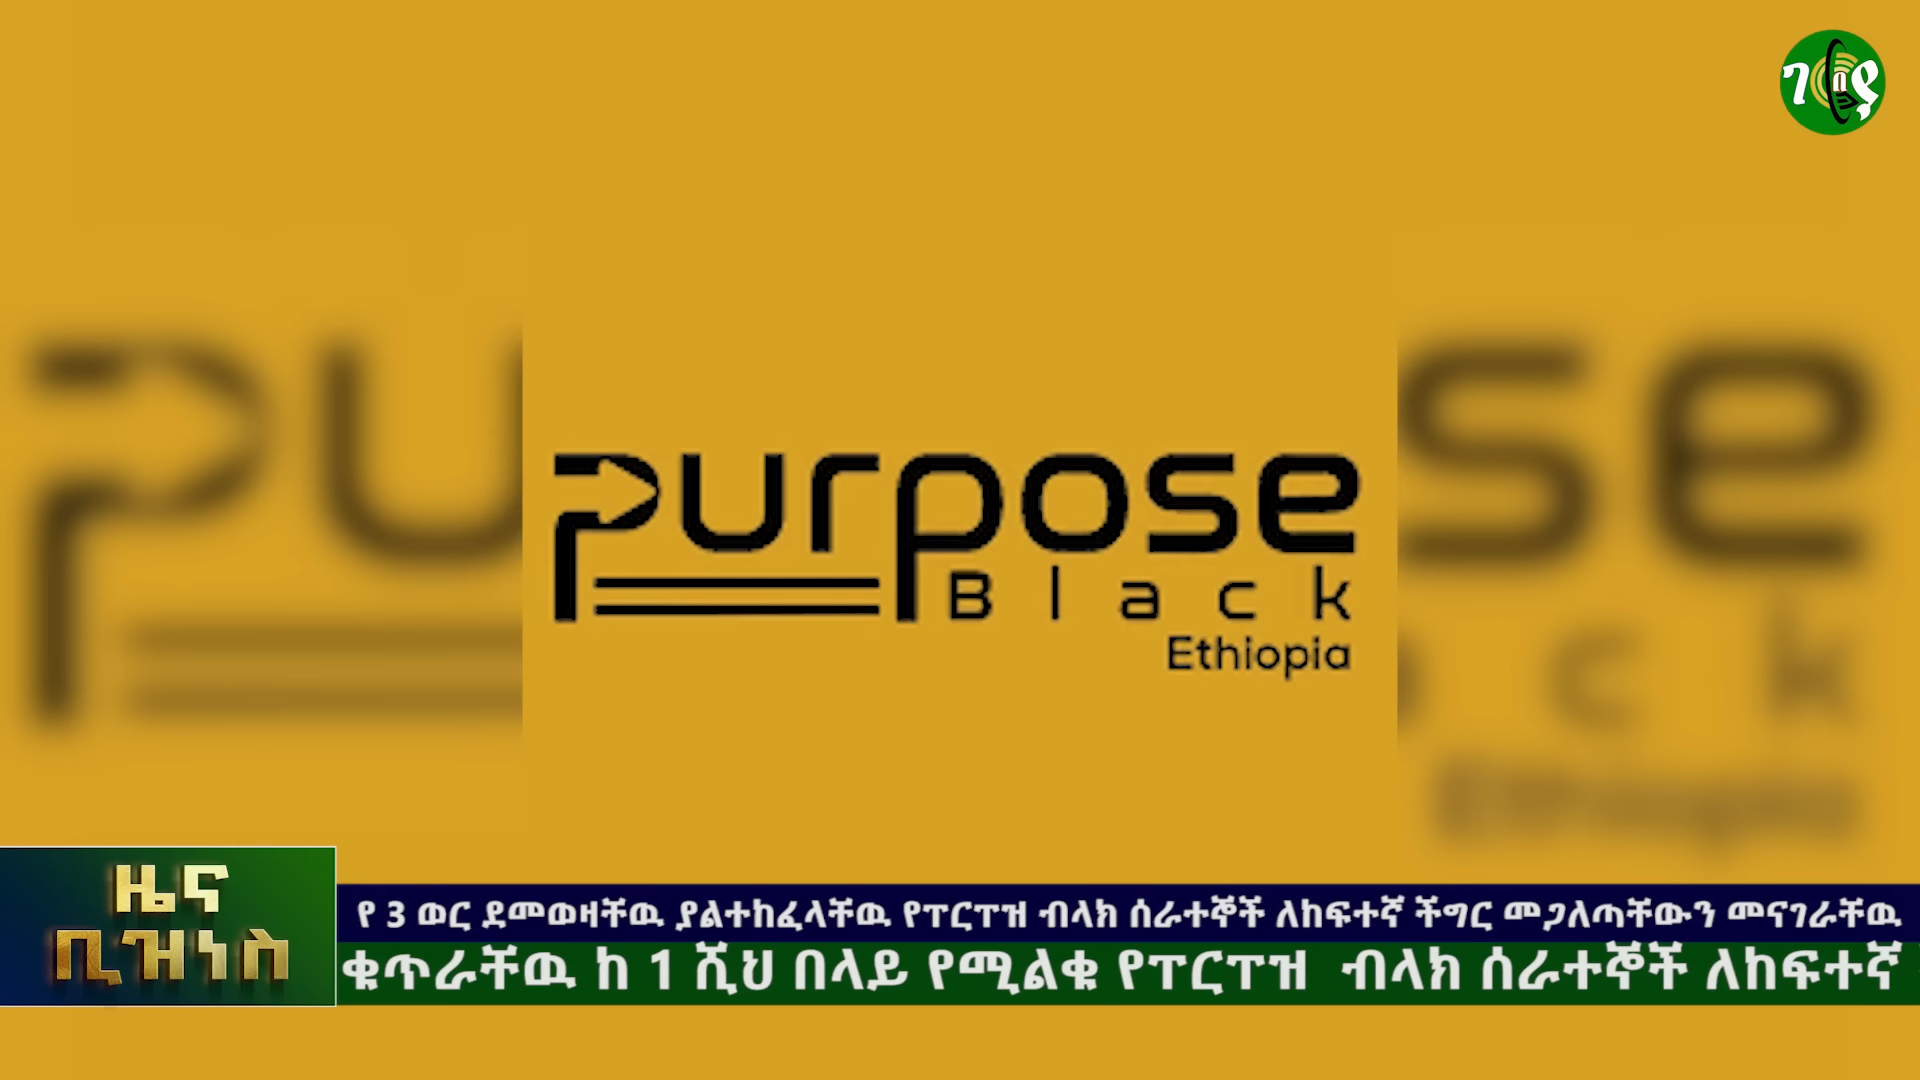 ገበያ
purpose
Black
Ethiopia
ዜና
ቢዝነስ
የ 3 ወር ደመወዛቸዉ ያልተከፈላቸዉ የፐርፐዝ ብላክ ሰራተኞች ለከፍተኛ ችግር መጋለጣቸውን መናገራቸዉ
ቁጥራቸዉ ከ 1 ሺህ በላይ የሚልቁ የፐርፐዝ ብላክ ሰራተኞች ለከፍተኛ